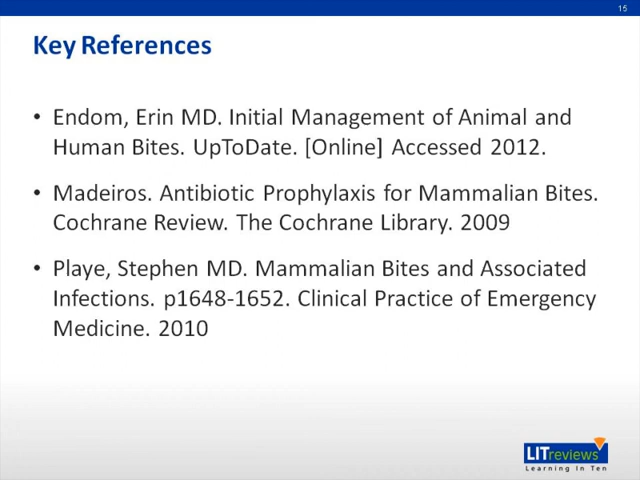 15
Key References
• Endom, Erin MD. Initial Management of Animal and
Human Bites. UpToDate. [Online] Accessed 2012.
• Madeiros. Antibiotic Prophylaxis for Mammalian Bites.
Cochrane Review. The Cochrane Library. 2009
• Playe, Stephen MD. Mammalian Bites and Associated
Infections. p1648-1652. Clinical Practice of Emergency
Medicine. 2010
LITreviews
Learning In Ten